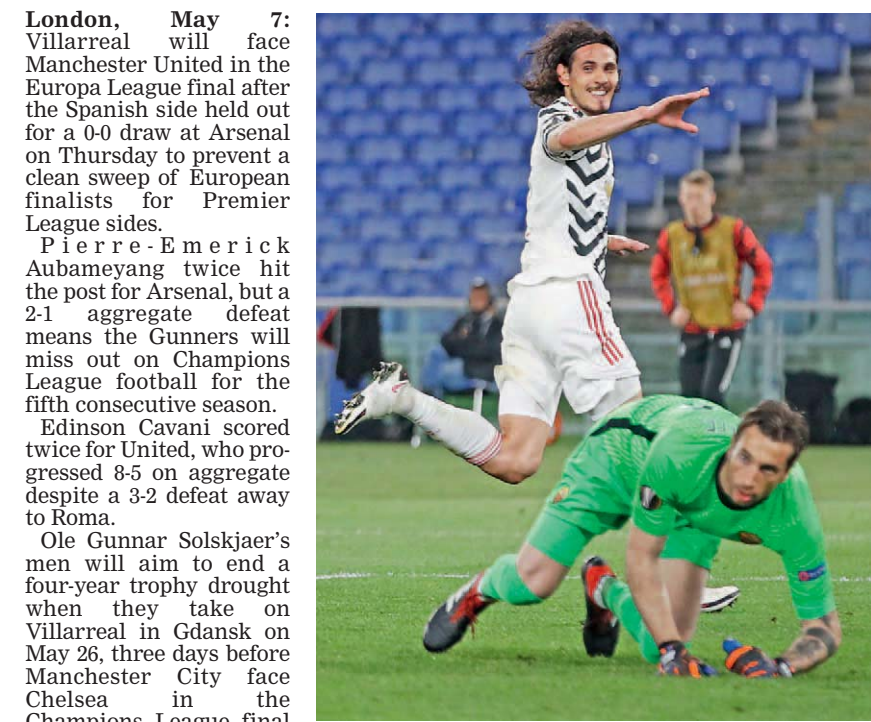 London, May 7:
Villarreal will face
Manchester United in the
Europa League final after
the Spanish side held out
for a 0-0 draw at Arsenal
on Thursday to prevent a
clean sweep of European
finalists for Premier
League sides.
Pierre-Emerick
Aubameyang twice hit
the post for Arsenal, but a
2-1 aggregate defeat
means the Gunners will
miss out on Champions
League football for the
fifth consecutive season.
Edinson Cavani scored
twice for United, who pro-
gressed 8-5 on aggregate
despite a 3-2 defeat away
to Roma.
Ole Gunnar Solskjaer's
men will aim to end a
four-year trophy drought
when they take on
Villarreal in Gdansk on
May 26, three days before
Manchester City face
Chelsea in the
Champions League final